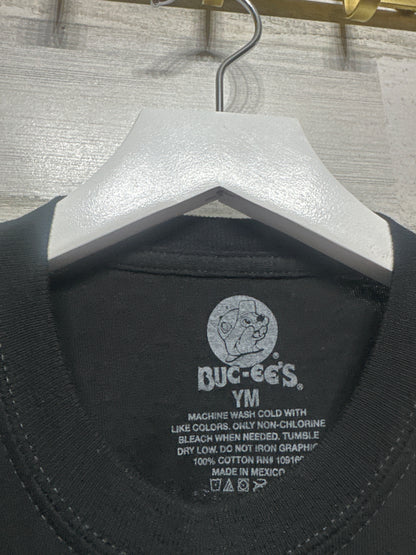 BUC-EE'S®
YM
MACHINE WASH COLD WITH
LIKE COLORS. ONLY NON-CHLORINE
BLEACH WHEN NEEDED. TUMBLE
DRY LOW. DO NOT IRON GRAPHIC
100% COTTON RN#
MADE IN MEXICO